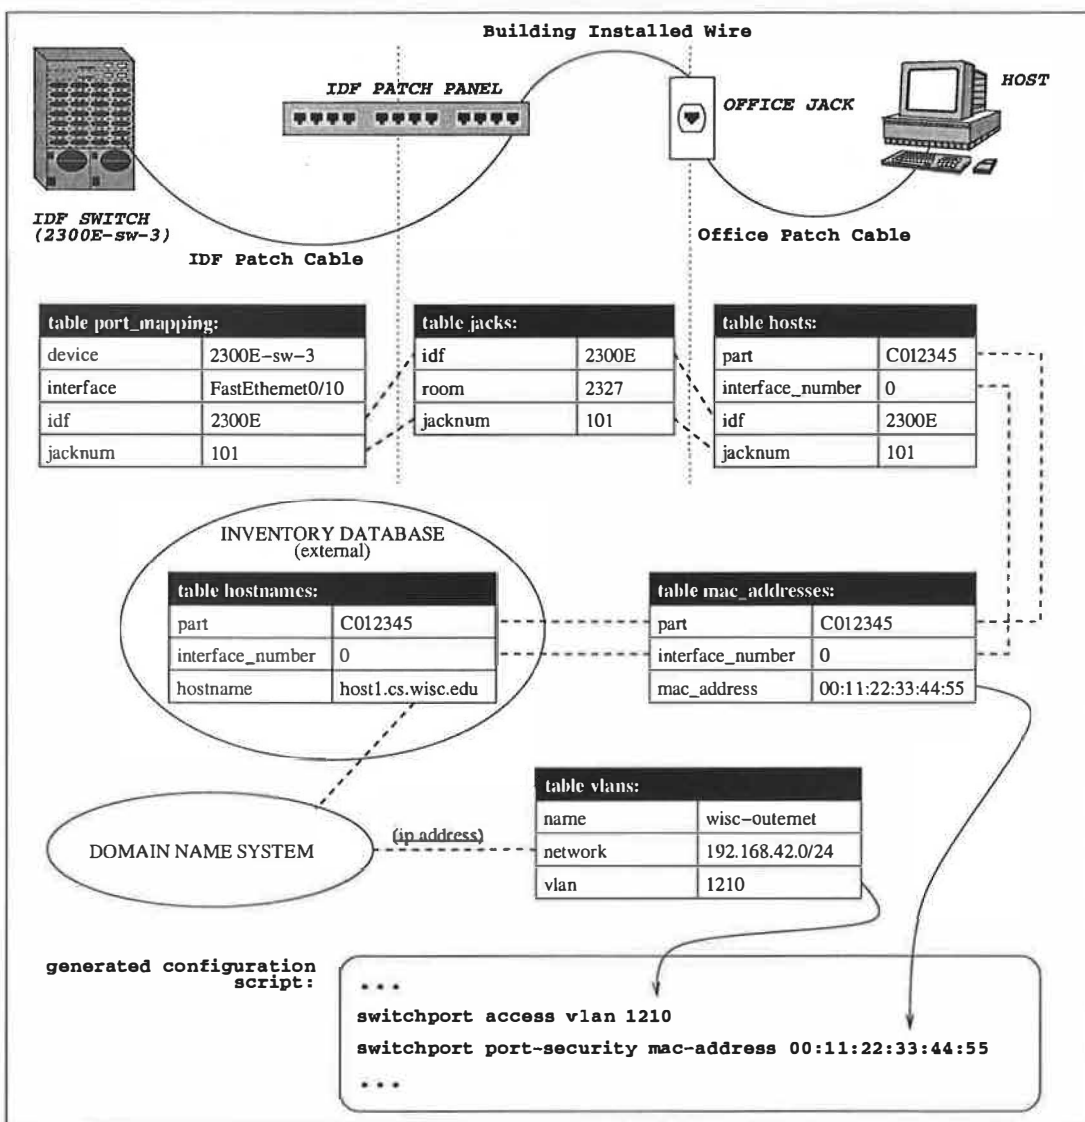 Building Installed Wire
IDF PATCH PANEL
OFFICE JACK
HOST
IDF SWITCH
(2300E-sw-3)
IDF Patch Cable
Office Patch Cable
table port_mapping:
device 2300E-sw-3
interface FastEthernet0/10
idf 2300E
jacknum 101
table jacks:
idf 2300E
room 2327
jacknum 101
table hosts:
part C012345
interface_number 0
idf 2300E
jacknum 101
INVENTORY DATABASE
(external)
table hostnames:
part C012345
interface_number 0
hostname host1.cs.wisc.edu
table mac_addresses:
part C012345
interface_number 0
mac_address 00:11:22:33:44:55
DOMAIN NAME SYSTEM
(ip address)
table vlans:
name wisc-outernet
network 192.168.42.0/24
vlan 1210
generated configuration
script:
...
switchport access vlan 1210
switchport port-security mac-address 00:11:22:33:44:55
...